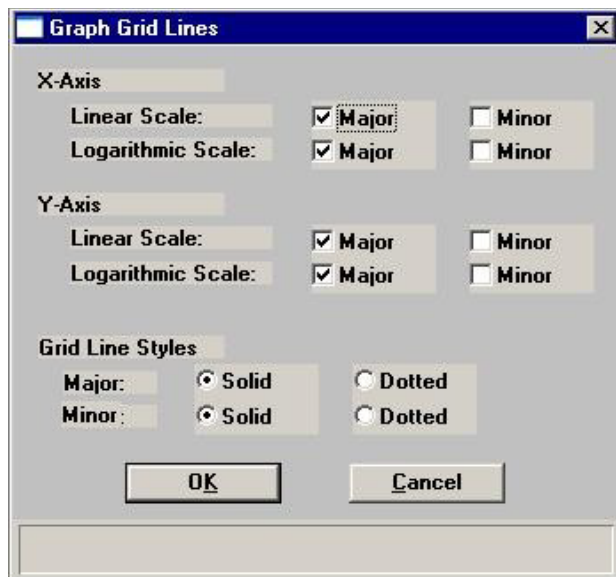 Graph Grid Lines
X-Axis
Linear Scale: Major Minor
Logarithmic Scale: Major Minor
Y-Axis
Linear Scale: Major Minor
Logarithmic Scale: Major Minor
Grid Line Styles
Major: Solid Dotted
Minor: Solid Dotted
OK Cancel